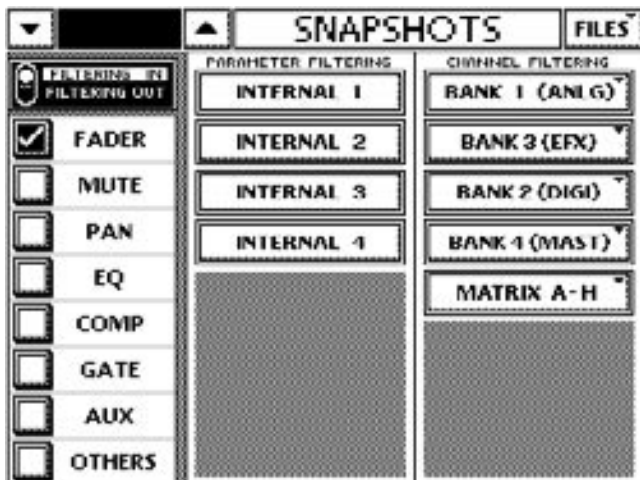 SNAPSHOTS
FILES
FILTERING IN
FILTERING OUT
FADER
MUTE
PAN
EQ
COMP
GATE
AUX
OTHERS
PARAMETER FILTERING
INTERNAL 1
INTERNAL 2
INTERNAL 3
INTERNAL 4
CHANNEL FILTERING
BANK 1 (ANLG)
BANK 3 (EFX)
BANK 2 (DIGI)
BANK 4 (MAST)
MATRIX A-H